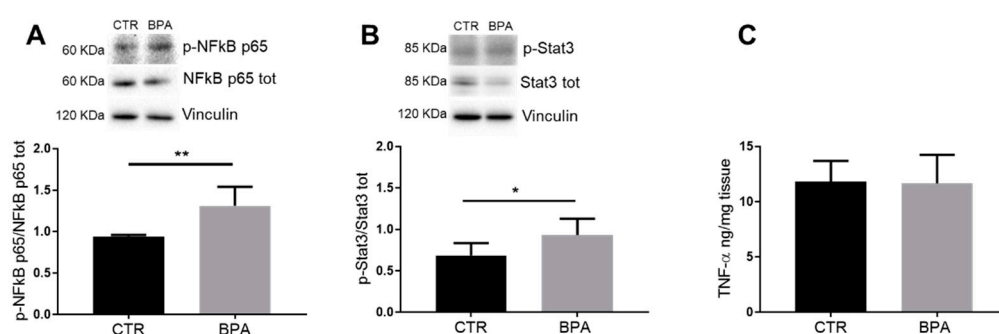 A
CTR BPA
60 KDa p-NFkB p65
60 KDa NFkB p65 tot
120 KDa Vinculin
p-NFkB p65/NFkB p65 tot
2.0
1.5
1.0
0.5
0.0
**
CTR BPA
B
CTR BPA
85 KDa p-Stat3
85 KDa Stat3 tot
120 KDa Vinculin
p-Stat3/Stat3 tot
2.0
1.5
1.0
0.5
0.0
*
CTR BPA
C
TNF-α ng/mg tissue
15
10
5
0
CTR BPA